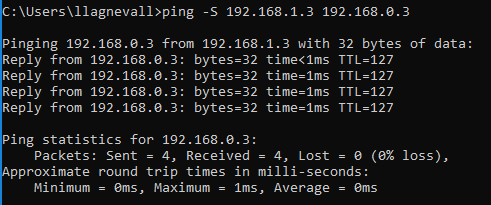 C:\Users\llagnevall>ping -S 192.168.1.3 192.168.0.3
Pinging 192.168.0.3 from 192.168.1.3 with 32 bytes of data:
Reply from 192.168.0.3: bytes=32 time<1ms TTL=127
Reply from 192.168.0.3: bytes=32 time=1ms TTL=127
Reply from 192.168.0.3: bytes=32 time=1ms TTL=127
Reply from 192.168.0.3: bytes=32 time=1ms TTL=127
Ping statistics for 192.168.0.3:
    Packets: Sent = 4, Received = 4, Lost = 0 (0% loss),
Approximate round trip times in milli-seconds:
    Minimum = 0ms, Maximum = 1ms, Average = 0ms